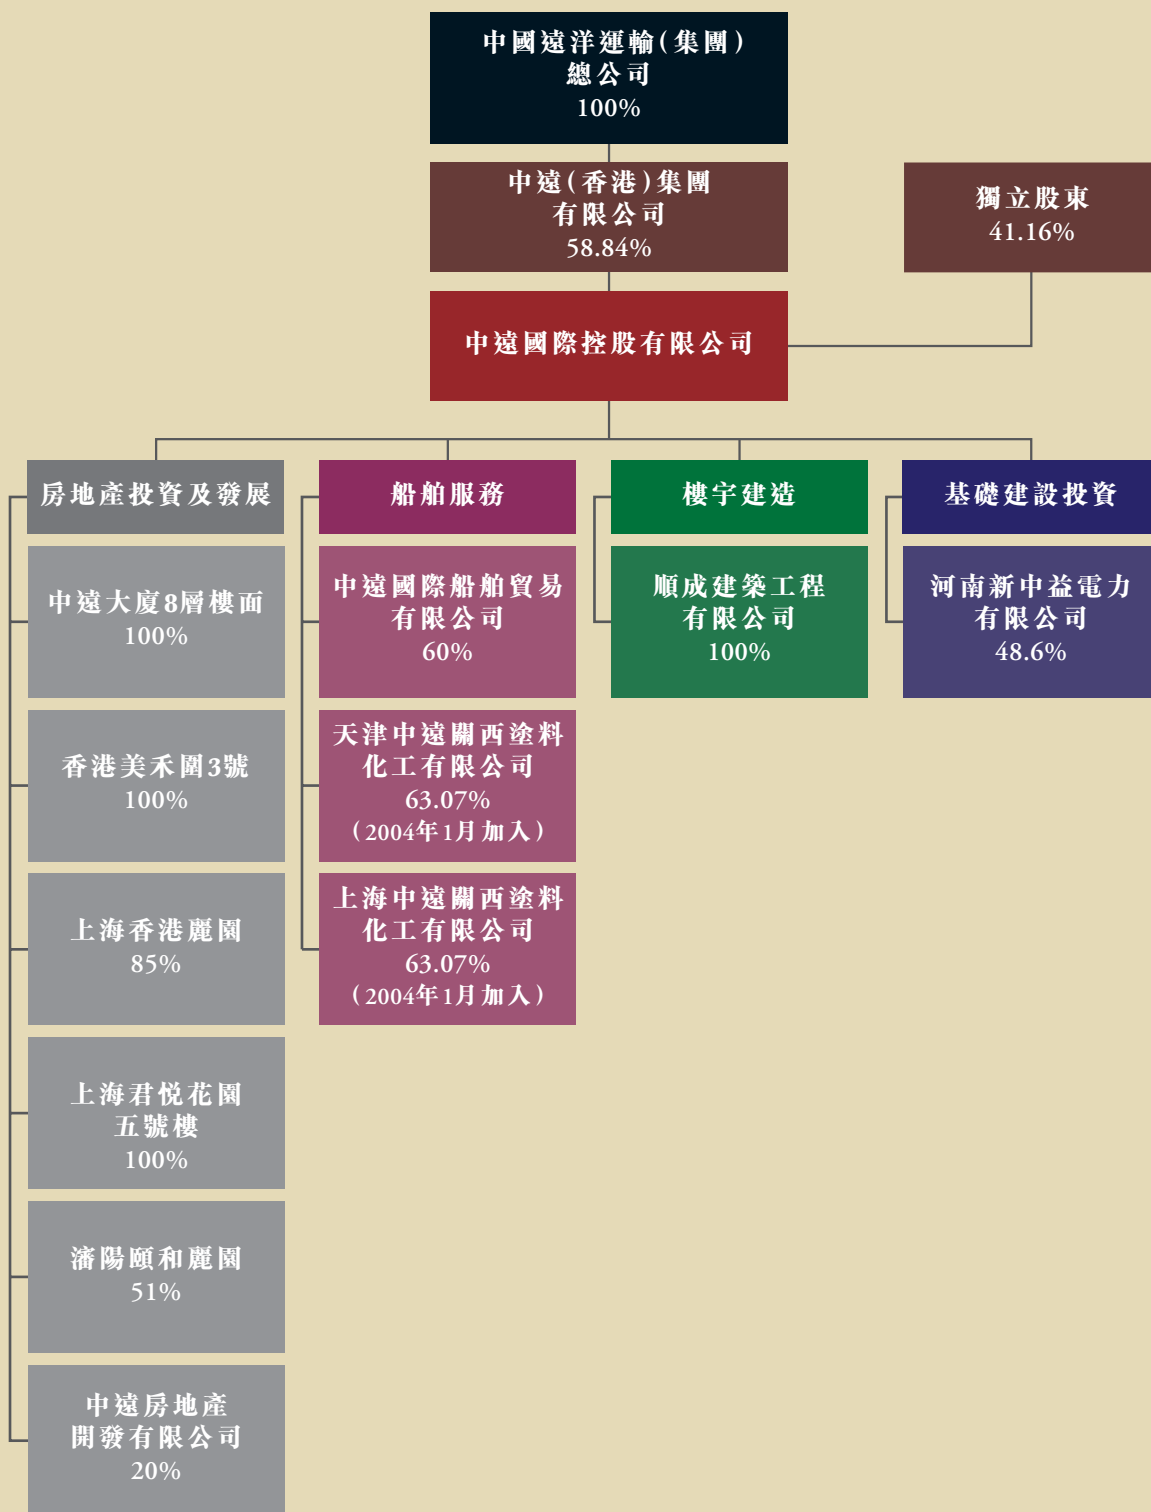 中國遠洋運輸(集團)
總公司
100%
中遠(香港)集團
有限公司
58.84%
獨立股東
41.16%
中遠國際控股有限公司
房地產投資及發展
中遠大廈8層樓面
100%
香港美禾圍3號
100%
上海香港麗園
85%
上海君悅花園
五號樓
100%
瀋陽頤和麗園
51%
中遠房地產
開發有限公司
20%
船舶服務
中遠國際船舶貿易
有限公司
60%
天津中遠關西塗料
化工有限公司
63.07%
(2004年1月加入)
上海中遠關西塗料
化工有限公司
63.07%
(2004年1月加入)
樓宇建造
順成建築工程
有限公司
100%
基礎建設投資
河南新中益電力
有限公司
48.6%